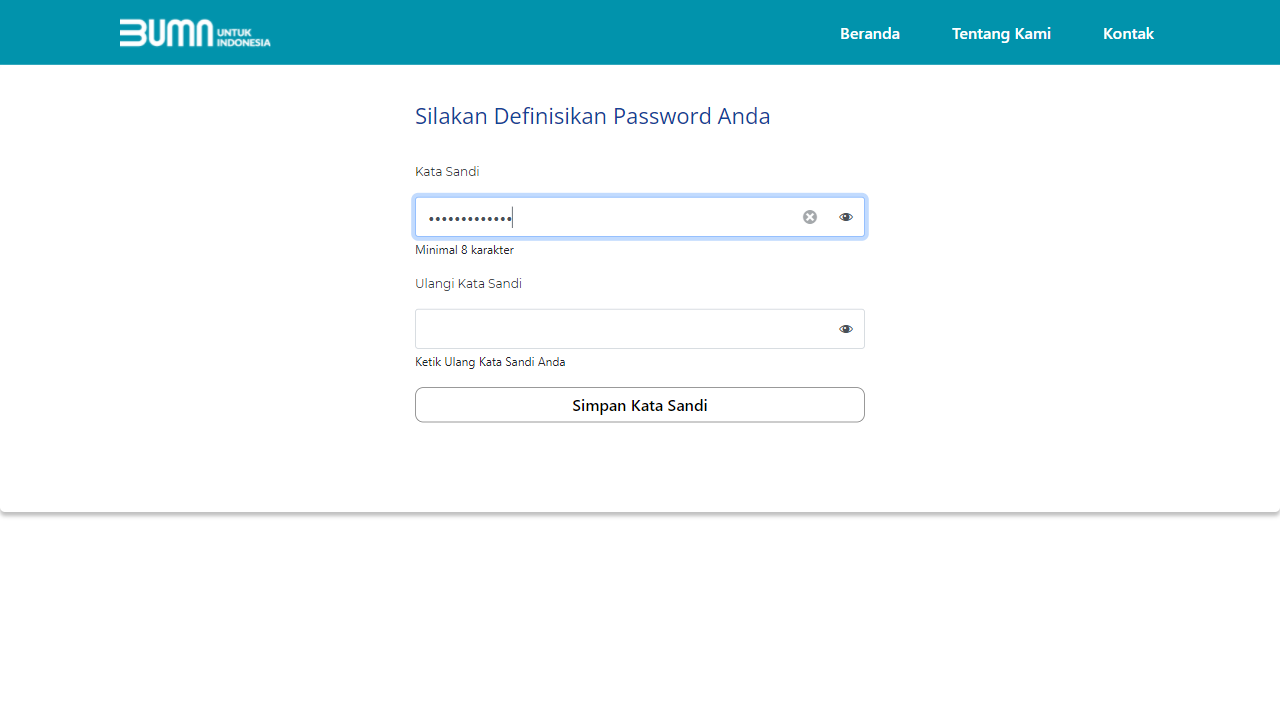 BUMN UNTUK
INDONESIA
Beranda
Tentang Kami
Kontak
Silakan Definisikan Password Anda
Kata Sandi
•••••••••••••
Minimal 8 karakter
Ulangi Kata Sandi
Ketik Ulang Kata Sandi Anda
Simpan Kata Sandi